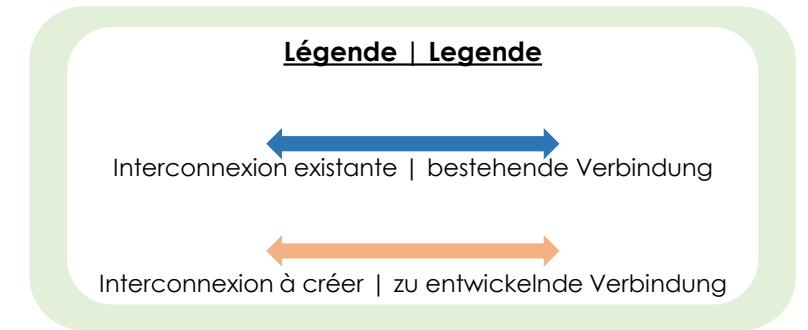 Légende | Legende
Interconnexion existante | bestehende Verbindung
Interconnexion à créer | zu entwickelnde Verbindung